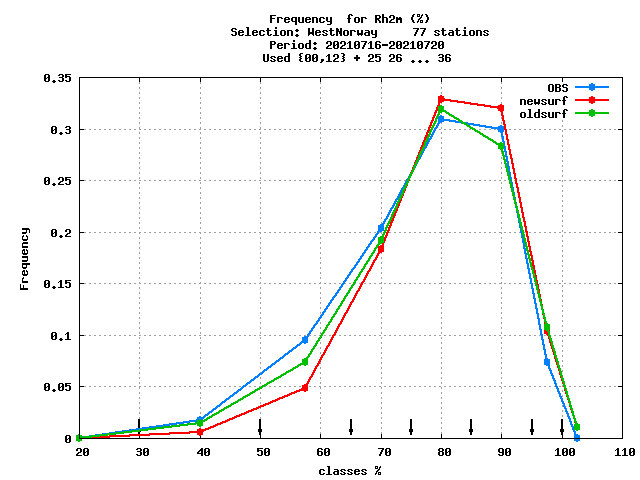 Frequency  for Rh2m (%)
Selection: WestNorway     77 stations
Period: 20210716-20210720
Used {00,12} + 25 26 ... 36
OBS
newsurf
oldsurf
0.35
0.3
0.25
0.2
0.15
0.1
0.05
0
Frequency
20 30 40 50 60 70 80 90 100 110
classes %